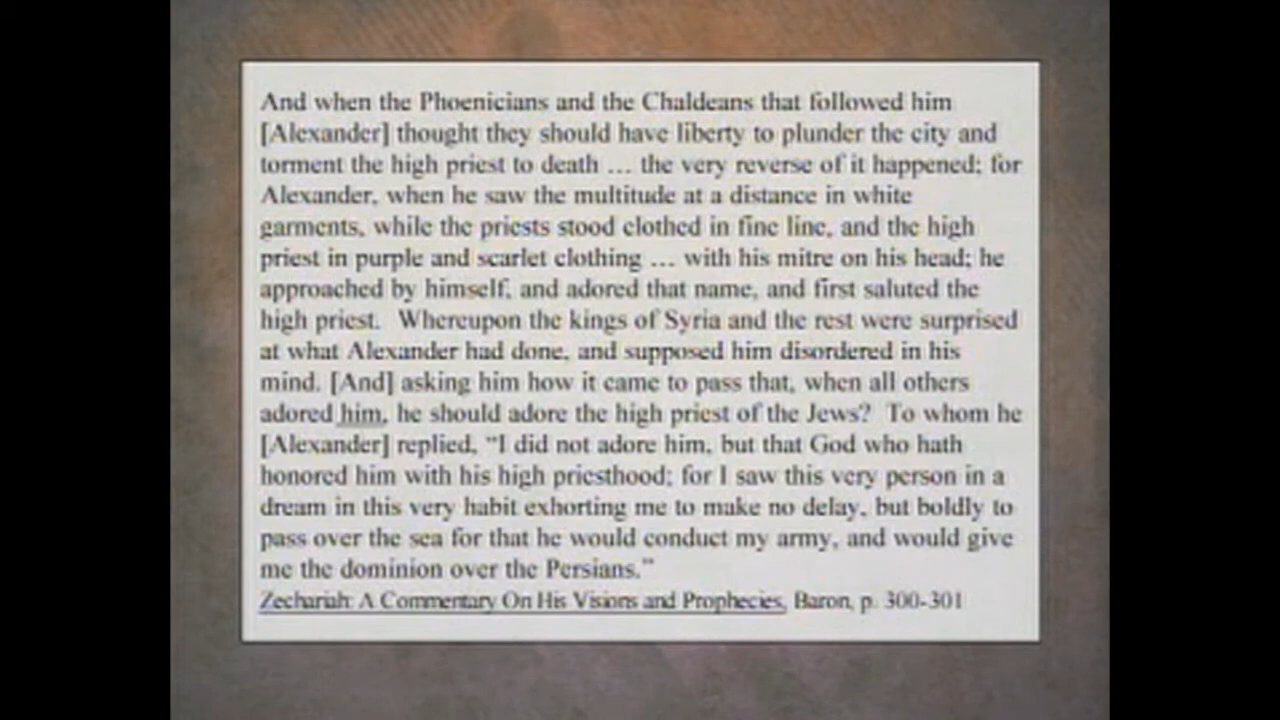 And when the Phoenicians and the Chaldeans that followed him
[Alexander] thought they should have liberty to plunder the city and
torment the high priest to death ... the very reverse of it happened; for
Alexander, when he saw the multitude at a distance in white
garments, while the priests stood clothed in fine line, and the high
priest in purple and scarlet clothing ... with his mitre on his head; he
approached by himself, and adored that name, and first saluted the
high priest. Whereupon the kings of Syria and the rest were surprised
at what Alexander had done, and supposed him disordered in his
mind. [And] asking him how it came to pass that, when all others
adored him, he should adore the high priest of the Jews? To whom he
[Alexander] replied, “I did not adore him, but that God who hath
honored him with his high priesthood; for I saw this very person in a
dream in this very habit exhorting me to make no delay, but boldly to
pass over the sea for that he would conduct my army, and would give
me the dominion over the Persians.”
Zechariah: A Commentary On His Visions and Prophecies, Baron, p. 300-301